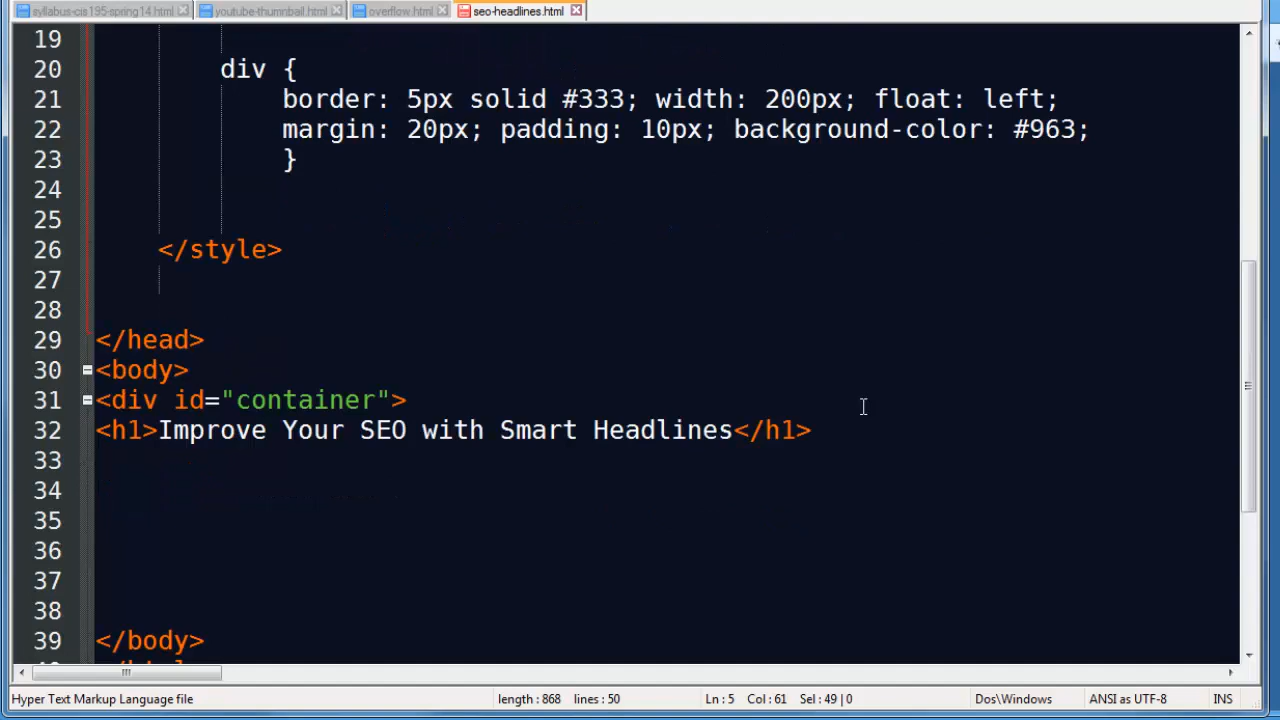 syllabus-cis195-spring14.html youtube-thumnbail.html overflow.html seo-headlines.html
19
20 div {
21 border: 5px solid #333; width: 200px; float: left;
22 margin: 20px; padding: 10px; background-color: #963;
23 }
24
25
26 </style>
27
28
29 </head>
30 <body>
31 <div id="container">
32 <h1>Improve Your SEO with Smart Headlines</h1>
33
34
35
36
37
38
39 </body>
Hyper Text Markup Language file length : 868 lines : 50 Ln : 5 Col : 61 Sel : 49 | 0 Dos\Windows ANSI as UTF-8 INS